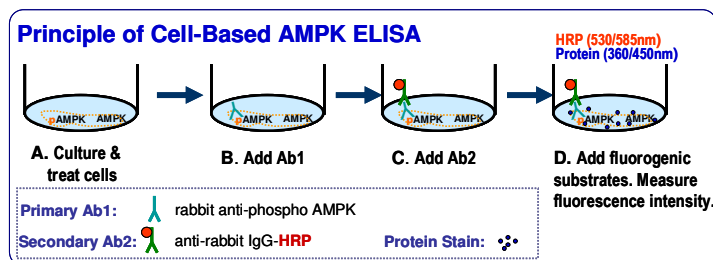 Principle of Cell-Based AMPK ELISA
HRP (530/585nm)
Protein (360/450nm)
pAMPK AMPK
pAMPK AMPK
pAMPK AMPK
pAMPK AMPK
A. Culture &
treat cells
B. Add Ab1
C. Add Ab2
D. Add fluorogenic
substrates. Measure
fluorescence intensity.
Primary Ab1: rabbit anti-phospho AMPK
Secondary Ab2: anti-rabbit IgG-HRP Protein Stain: